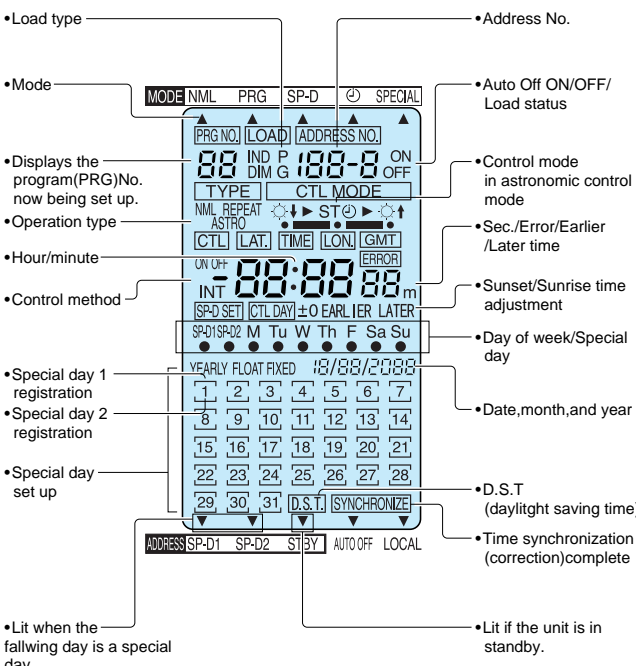 •Load type
•Address No.
•Mode
•Auto Off ON/OFF/
Load status
MODE NML PRG SP-D SPECIAL
PRG NO. LOAD ADDRESS NO.
88 IND P 188-8 ON
DIM G OFF
•Displays the
program(PRG)No.
now being set up.
•Control mode
in astronomic control
mode
TYPE CTL MODE
NML REPEAT ST
ASTRO
•Operation type
CTL LAT. TIME LON. GMT
•Sec./Error/Earlier
/Later time
•Hour/minute
ON OFF ERROR
-88:88 88 m
INT
•Control method
•Sunset/Sunrise time
adjustment
SP-D SET CTL DAY ±0 EARLIER LATER
SP-D1 SP-D2 M Tu W Th F Sa Su
•Day of week/Special
day
YEARLY FLOAT FIXED 18/88/2088
•Special day 1
registration
•Special day 2
registration
•Date,month,and year
1 2 3 4 5 6 7
8 9 10 11 12 13 14
15 16 17 18 19 20 21
22 23 24 25 26 27 28
29 30 31 D.S.T. SYNCHRONIZE
•Special day
set up
•D.S.T
(daylitght saving time)
•Time synchronization
(correction)complete
ADDRESS SP-D1 SP-D2 STBY AUTO OFF LOCAL
•Lit when the
fallwing day is a special
day
•Lit if the unit is in
standby.